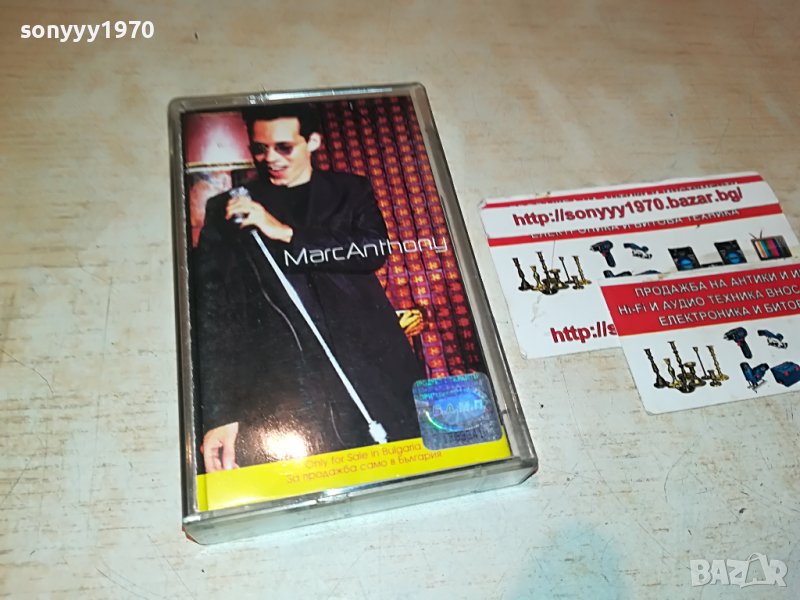 sonyyy1970
MarcAnthony
Only for Sale in Bulgaria
За продажба само в България
http://sonyyy1970.bazar.bg/
ЕЛЕКТРОНИКА И БИТОВА ТЕХНИКА
http://s
ПРОДАЖБА НА АНТИКИ И И
Hi-Fi И АУДИО ТЕХНИКА ВНОС
ЕЛЕКТРОНИКА И БИТОВ
BAZAR